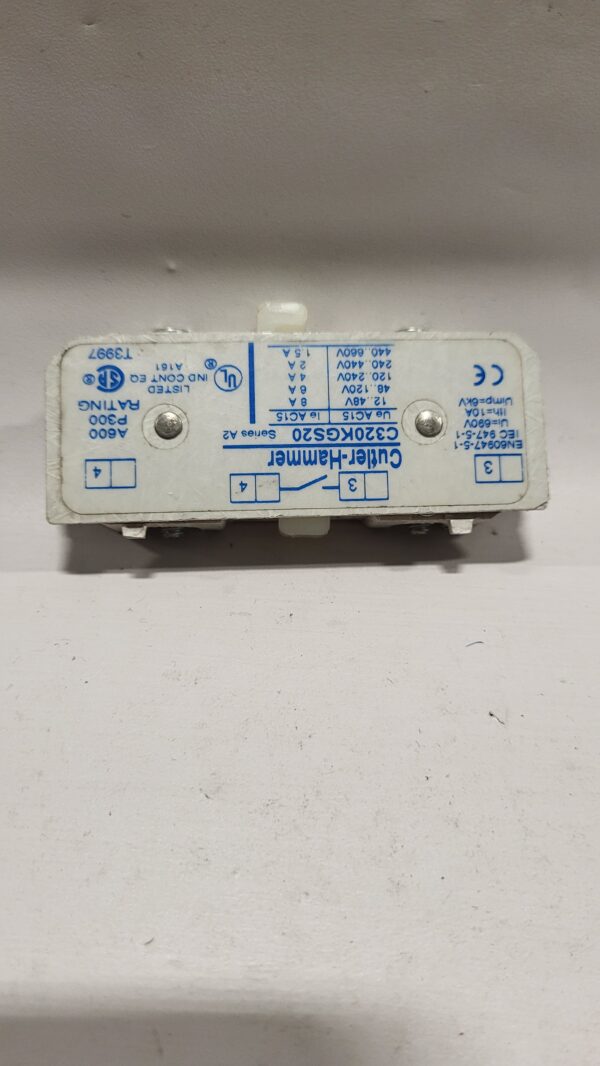 3
EN60947-5-1
IEC 947-5-1
Ui=690V
Ith=10A
Uimp=6kV
CE
3 4
Cutler-Hammer
C320KGS20 Series A2
Ue AC15 Ie AC15
12..48V 8 A
48..120V 6 A
120..240V 4 A
240..440V 2 A
440..660V 1.5 A
4
A600
P300
RATING
UL ®
LISTED
IND CONT EQ
A161
T3997